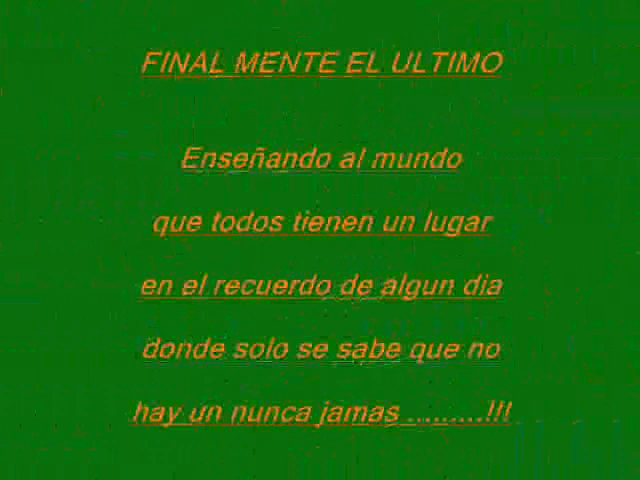 FINAL MENTE EL ULTIMO
Enseñando al mundo
que todos tienen un lugar
en el recuerdo de algun dia
donde solo se sabe que no
hay un nunca jamas .........!!!